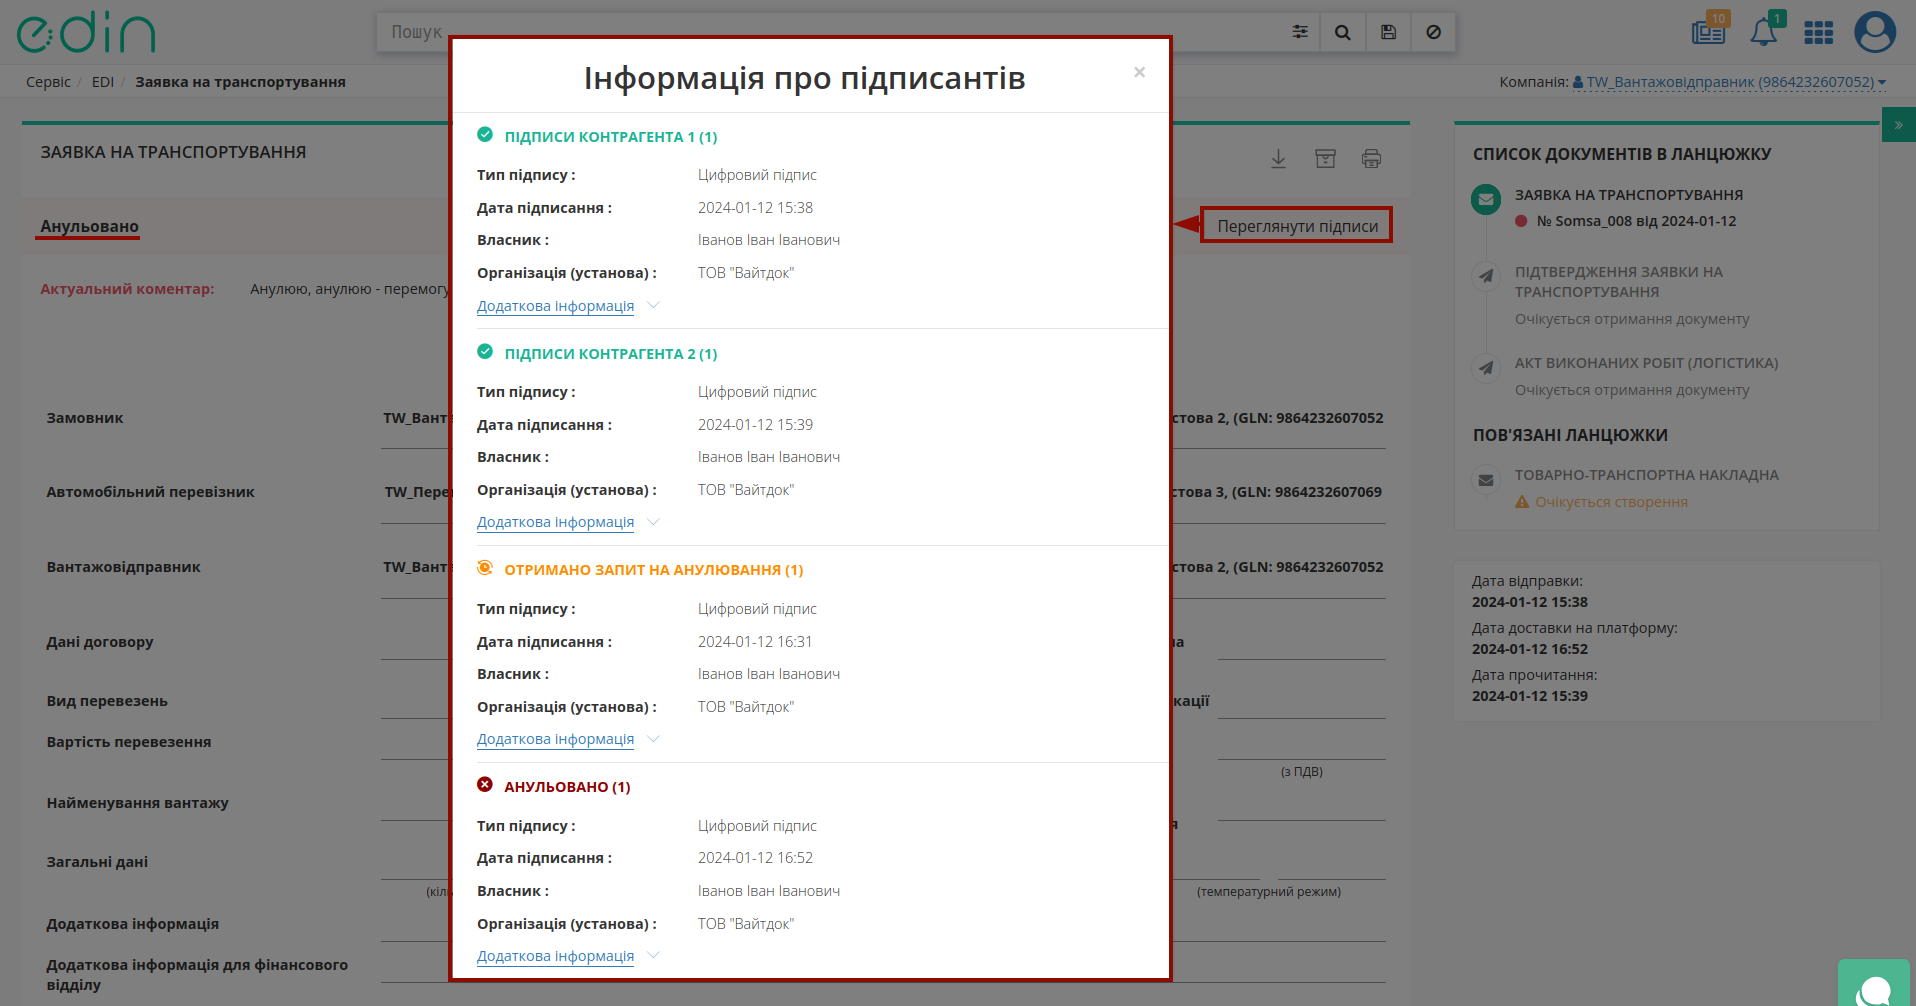 edin
Пошук
10
1
Сервіс / EDI / Заявка на транспортування
Компанія: TW_Вантажовідправник (9864232607052)
ЗАЯВКА НА ТРАНСПОРТУВАННЯ
Анульовано
Переглянути підписи
Актуальний коментар: Анулюю, анулюю - перемогу
Замовник TW_Вант стова 2, (GLN: 9864232607052
Автомобільний перевізник TW_Пере стова 3, (GLN: 9864232607069
Вантажовідправник TW_Вант стова 2, (GLN: 9864232607052
Дані договору
Вид перевезень кації
Вартість перевезення
(з ПДВ)
Найменування вантажу
Загальні дані
(кіль (температурний режим)
Додаткова інформація
Додаткова інформація для фінансового
відділу
Інформація про підписантів
×
ПІДПИСИ КОНТРАГЕНТА 1 (1)
Тип підпису : Цифровий підпис
Дата підписання : 2024-01-12 15:38
Власник : Іванов Іван Іванович
Організація (установа) : ТОВ "Вайтдок"
Додаткова інформація
ПІДПИСИ КОНТРАГЕНТА 2 (1)
Тип підпису : Цифровий підпис
Дата підписання : 2024-01-12 15:39
Власник : Іванов Іван Іванович
Організація (установа) : ТОВ "Вайтдок"
Додаткова інформація
ОТРИМАНО ЗАПИТ НА АНУЛЮВАННЯ (1)
Тип підпису : Цифровий підпис
Дата підписання : 2024-01-12 16:31
Власник : Іванов Іван Іванович
Організація (установа) : ТОВ "Вайтдок"
Додаткова інформація
АНУЛЬОВАНО (1)
Тип підпису : Цифровий підпис
Дата підписання : 2024-01-12 16:52
Власник : Іванов Іван Іванович
Організація (установа) : ТОВ "Вайтдок"
Додаткова інформація
»
СПИСОК ДОКУМЕНТІВ В ЛАНЦЮЖКУ
ЗАЯВКА НА ТРАНСПОРТУВАННЯ
№ Somsa_008 від 2024-01-12
ПІДТВЕРДЖЕННЯ ЗАЯВКИ НА
ТРАНСПОРТУВАННЯ
Очікується отримання документу
АКТ ВИКОНАНИХ РОБІТ (ЛОГІСТИКА)
Очікується отримання документу
ПОВ'ЯЗАНІ ЛАНЦЮЖКИ
ТОВАРНО-ТРАНСПОРТНА НАКЛАДНА
Очікується створення
Дата відправки:
2024-01-12 15:38
Дата доставки на платформу:
2024-01-12 16:52
Дата прочитання:
2024-01-12 15:39